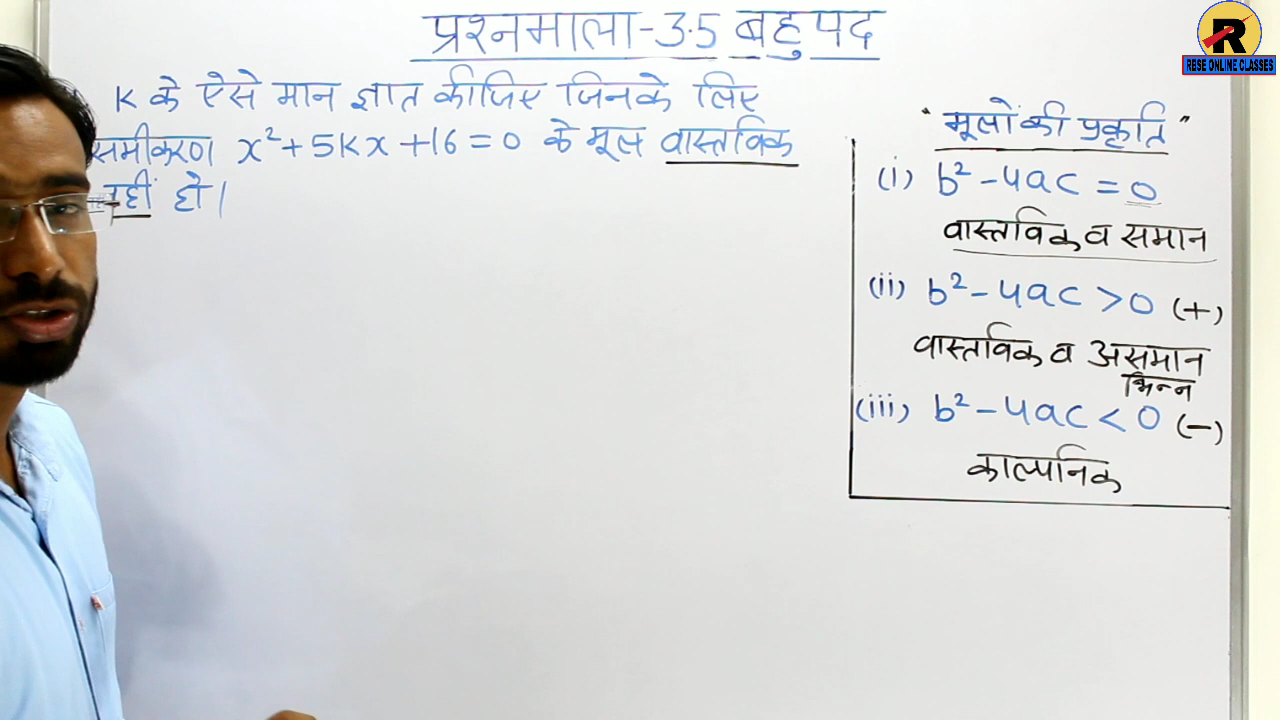 प्रश्नमाला-3.5 बहुपद
R
RESE ONLINE CLASSES
K के ऐसे मान ज्ञात कीजिए जिनके लिए
समीकरण x² + 5kx + 16 = 0 के मूल वास्तविक
नहीं हो।
"मूलों की प्रकृति"
(i) b² - 4ac = 0
वास्तविक व समान
(ii) b² - 4ac > 0 (+)
वास्तविक व असमान
भिन्न
(iii) b² - 4ac < 0 (-)
काल्पनिक